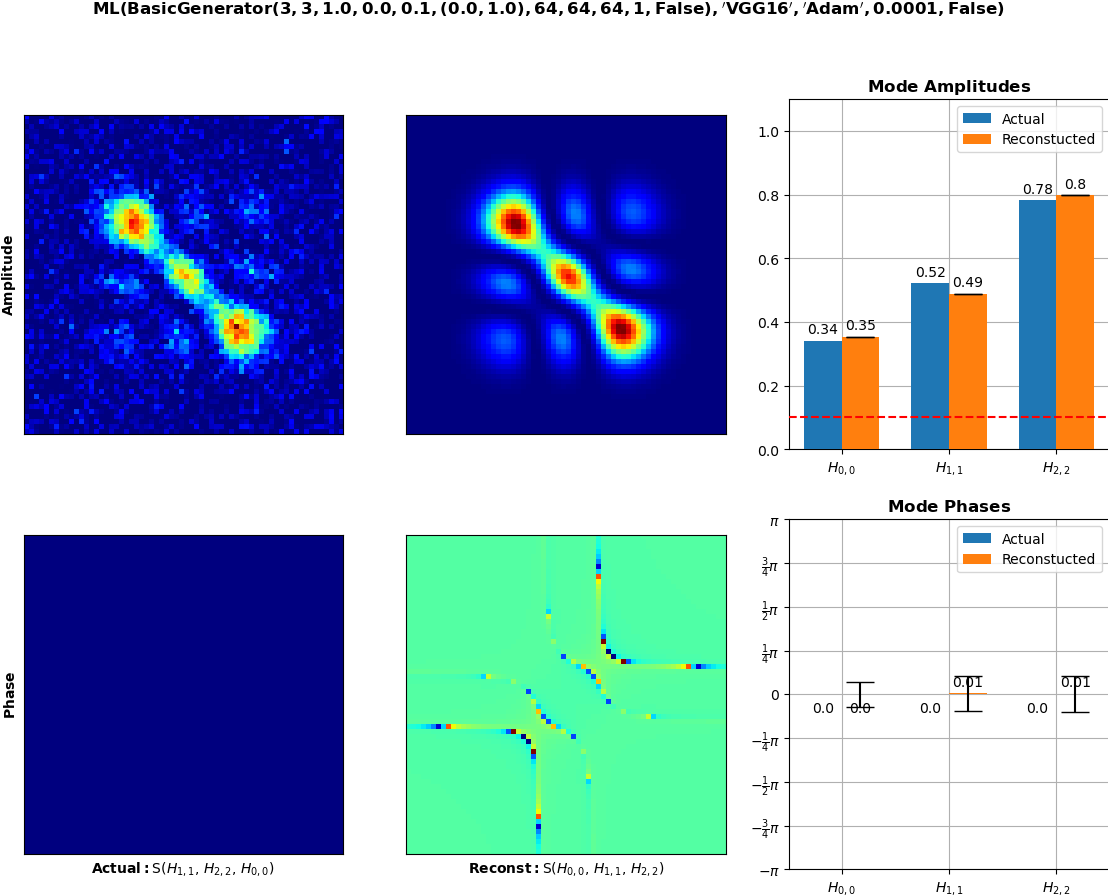 ML(BasicGenerator(3, 3, 1.0, 0.0, 0.1, (0.0, 1.0), 64, 64, 64, 1, False), ′VGG16′, ′Adam′, 0.0001, False)
Amplitude
Mode Amplitudes
Actual
Reconstucted
1.0
0.8
0.6
0.4
0.2
0.0
0.34
0.35
0.52
0.49
0.78
0.8
H0,0
H1,1
H2,2
Phase
Actual: S(H1,1, H2,2, H0,0)
Reconst: S(H0,0, H1,1, H2,2)
Mode Phases
Actual
Reconstucted
π
3/4π
1/2π
1/4π
0
−1/4π
−1/2π
−3/4π
−π
0.0
0.0
0.0
0.01
0.0
0.01
H0,0
H1,1
H2,2